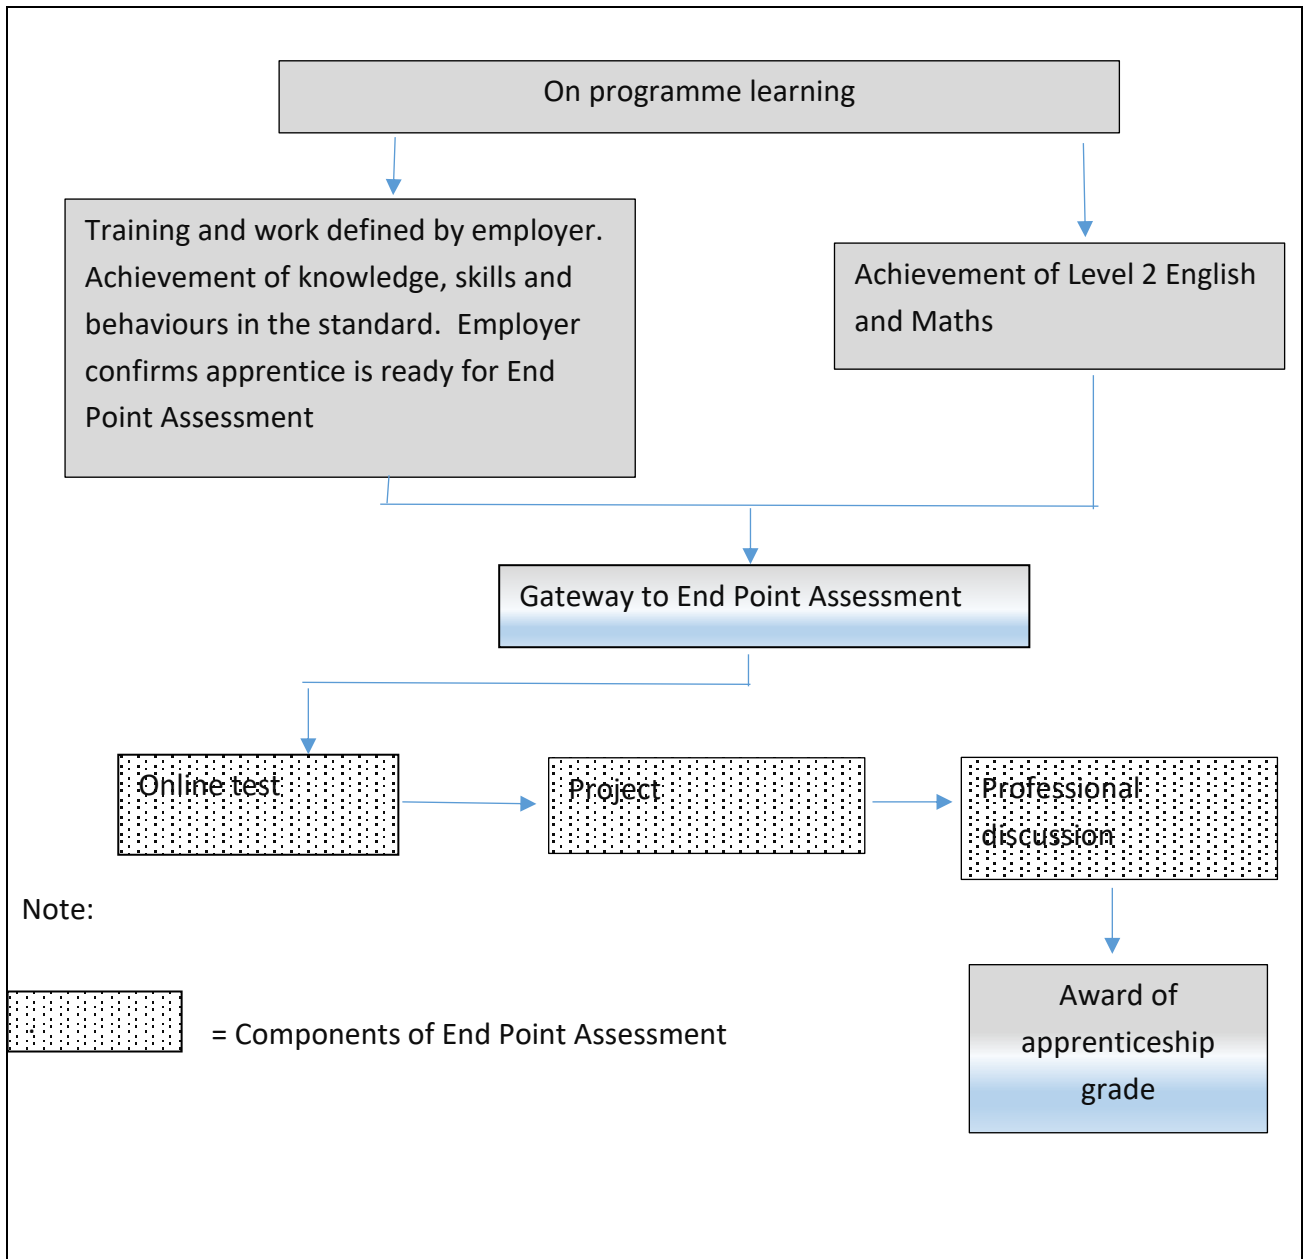 On programme learning
Training and work defined by employer.
Achievement of knowledge, skills and
behaviours in the standard.  Employer
confirms apprentice is ready for End
Point Assessment
Achievement of Level 2 English
and Maths
Gateway to End Point Assessment
Online test
Project
Professional
discussion
Note:
= Components of End Point Assessment
Award of
apprenticeship
grade